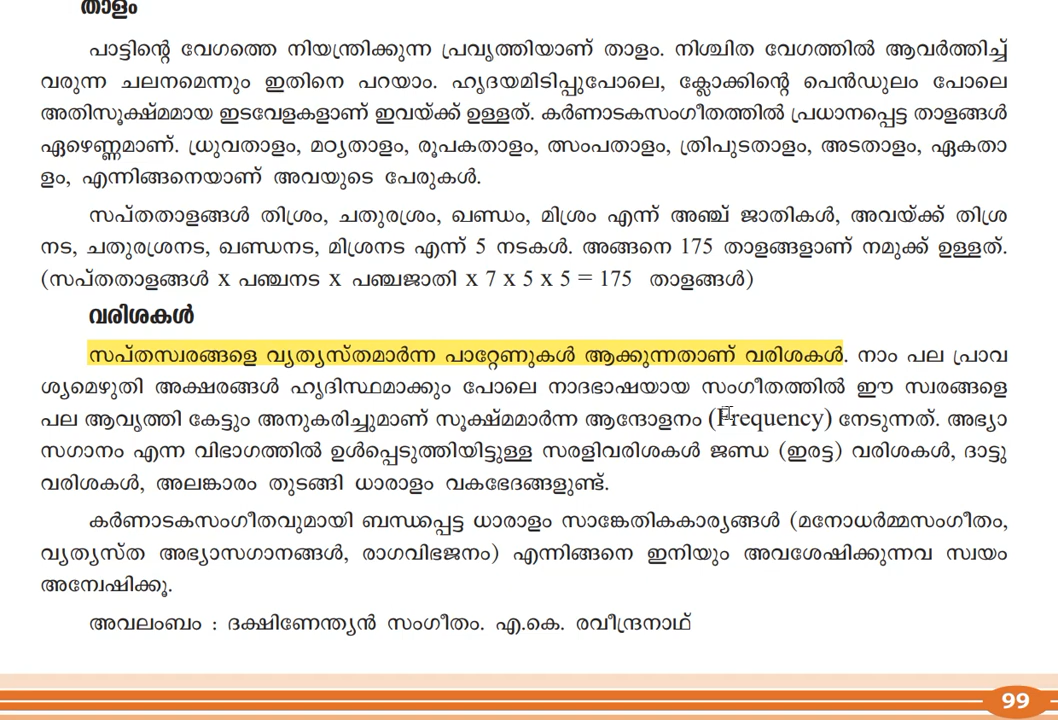 താളം
പാട്ടിന്റെ വേഗത്തെ നിയന്ത്രിക്കുന്ന പ്രവൃത്തിയാണ് താളം. നിശ്ചിത വേഗത്തിൽ ആവർത്തിച്ച്
വരുന്ന ചലനമെന്നും ഇതിനെ പറയാം. ഹൃദയമിടിപ്പുപോലെ, ക്ലോക്കിന്റെ പെൻഡുലം പോലെ
അതിസൂക്ഷ്മമായ ഇടവേളകളാണ് ഇവയ്ക്ക് ഉള്ളത്. കർണാടകസംഗീതത്തിൽ പ്രധാനപ്പെട്ട താളങ്ങൾ
ഏഴെണ്ണമാണ്. ധ്രുവതാളം, മഠ്യതാളം, രൂപകതാളം, ത്സംപതാളം, ത്രിപുടതാളം, അടതാളം, ഏകതാ
ളം, എന്നിങ്ങനെയാണ് അവയുടെ പേരുകൾ.
സപ്തതാളങ്ങൾ തിശ്രം, ചതുരശ്രം, ഖണ്ഡം, മിശ്രം എന്ന് അഞ്ച് ജാതികൾ, അവയ്ക്ക് തിശ്ര
നട, ചതുരശ്രനട, ഖണ്ഡനട, മിശ്രനട എന്ന് 5 നടകൾ. അങ്ങനെ 175 താളങ്ങളാണ് നമുക്ക് ഉള്ളത്.
(സപ്തതാളങ്ങൾ x പഞ്ചനട x പഞ്ചജാതി x 7 x 5 x 5 = 175 താളങ്ങൾ)
വരിശകൾ
സപ്തസ്വരങ്ങളെ വ്യത്യസ്തമാർന്ന പാറ്റേണുകൾ ആക്കുന്നതാണ് വരിശകൾ. നാം പല പ്രാവ
ശ്യമെഴുതി അക്ഷരങ്ങൾ ഹൃദിസ്ഥമാക്കും പോലെ നാദഭാഷയായ സംഗീതത്തിൽ ഈ സ്വരങ്ങളെ
പല ആവൃത്തി കേട്ടും അനുകരിച്ചുമാണ് സൂക്ഷ്മമാർന്ന ആന്ദോളനം (Frequency) നേടുന്നത്. അഭ്യാ
സഗാനം എന്ന വിഭാഗത്തിൽ ഉൾപ്പെടുത്തിയിട്ടുള്ള സരളിവരിശകൾ ജണ്ഡ (ഇരട്ട) വരിശകൾ, ദാട്ടു
വരിശകൾ, അലങ്കാരം തുടങ്ങി ധാരാളം വകഭേദങ്ങളുണ്ട്.
കർണാടകസംഗീതവുമായി ബന്ധപ്പെട്ട ധാരാളം സാങ്കേതികകാര്യങ്ങൾ (മനോധർമ്മസംഗീതം,
വ്യത്യസ്ത അഭ്യാസഗാനങ്ങൾ, രാഗവിഭജനം) എന്നിങ്ങനെ ഇനിയും അവശേഷിക്കുന്നവ സ്വയം
അന്വേഷിക്കൂ.
അവലംബം : ദക്ഷിണേന്ത്യൻ സംഗീതം. എ.കെ. രവീന്ദ്രനാഥ്
99